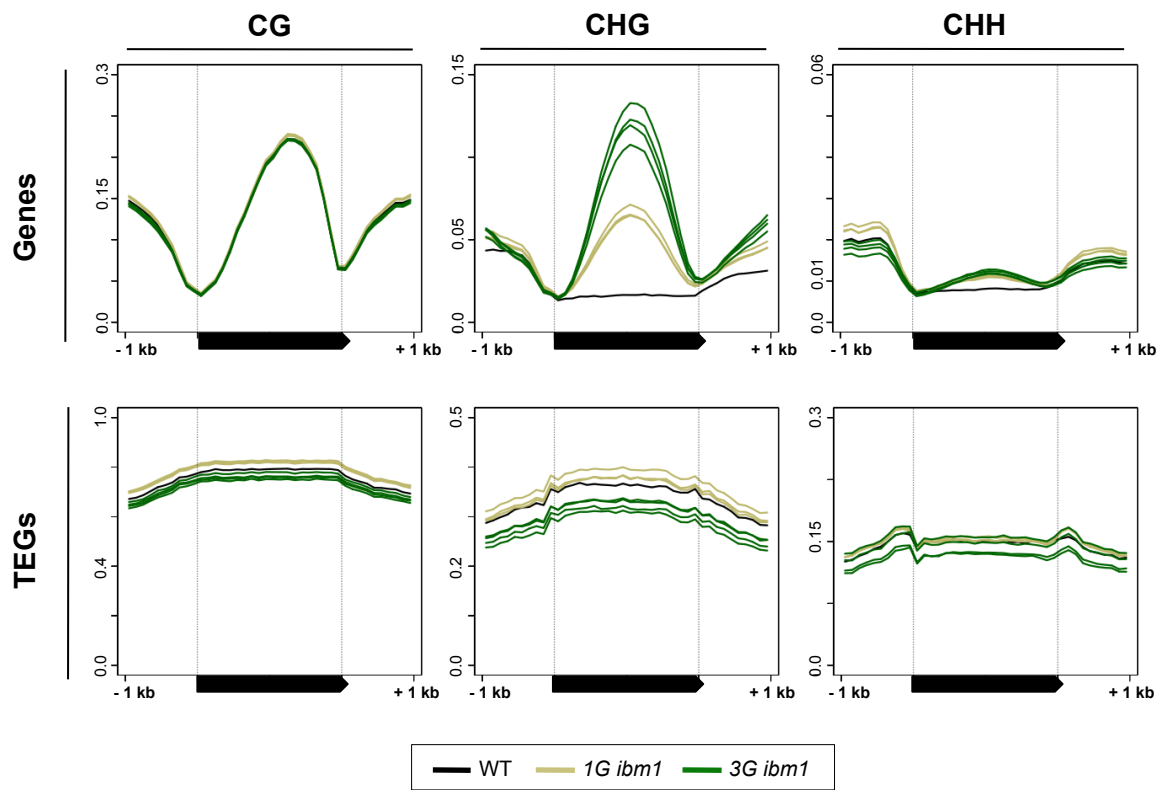 CG CHG CHH
Genes
0.3 0.15 0.0
0.15 0.05 0.0
0.06 0.01 0.0
- 1 kb + 1 kb - 1 kb + 1 kb - 1 kb + 1 kb
TEGs
1.0 0.4 0.0
0.5 0.2 0.0
0.3 0.15 0.0
- 1 kb + 1 kb - 1 kb + 1 kb - 1 kb + 1 kb
WT 1G ibm1 3G ibm1